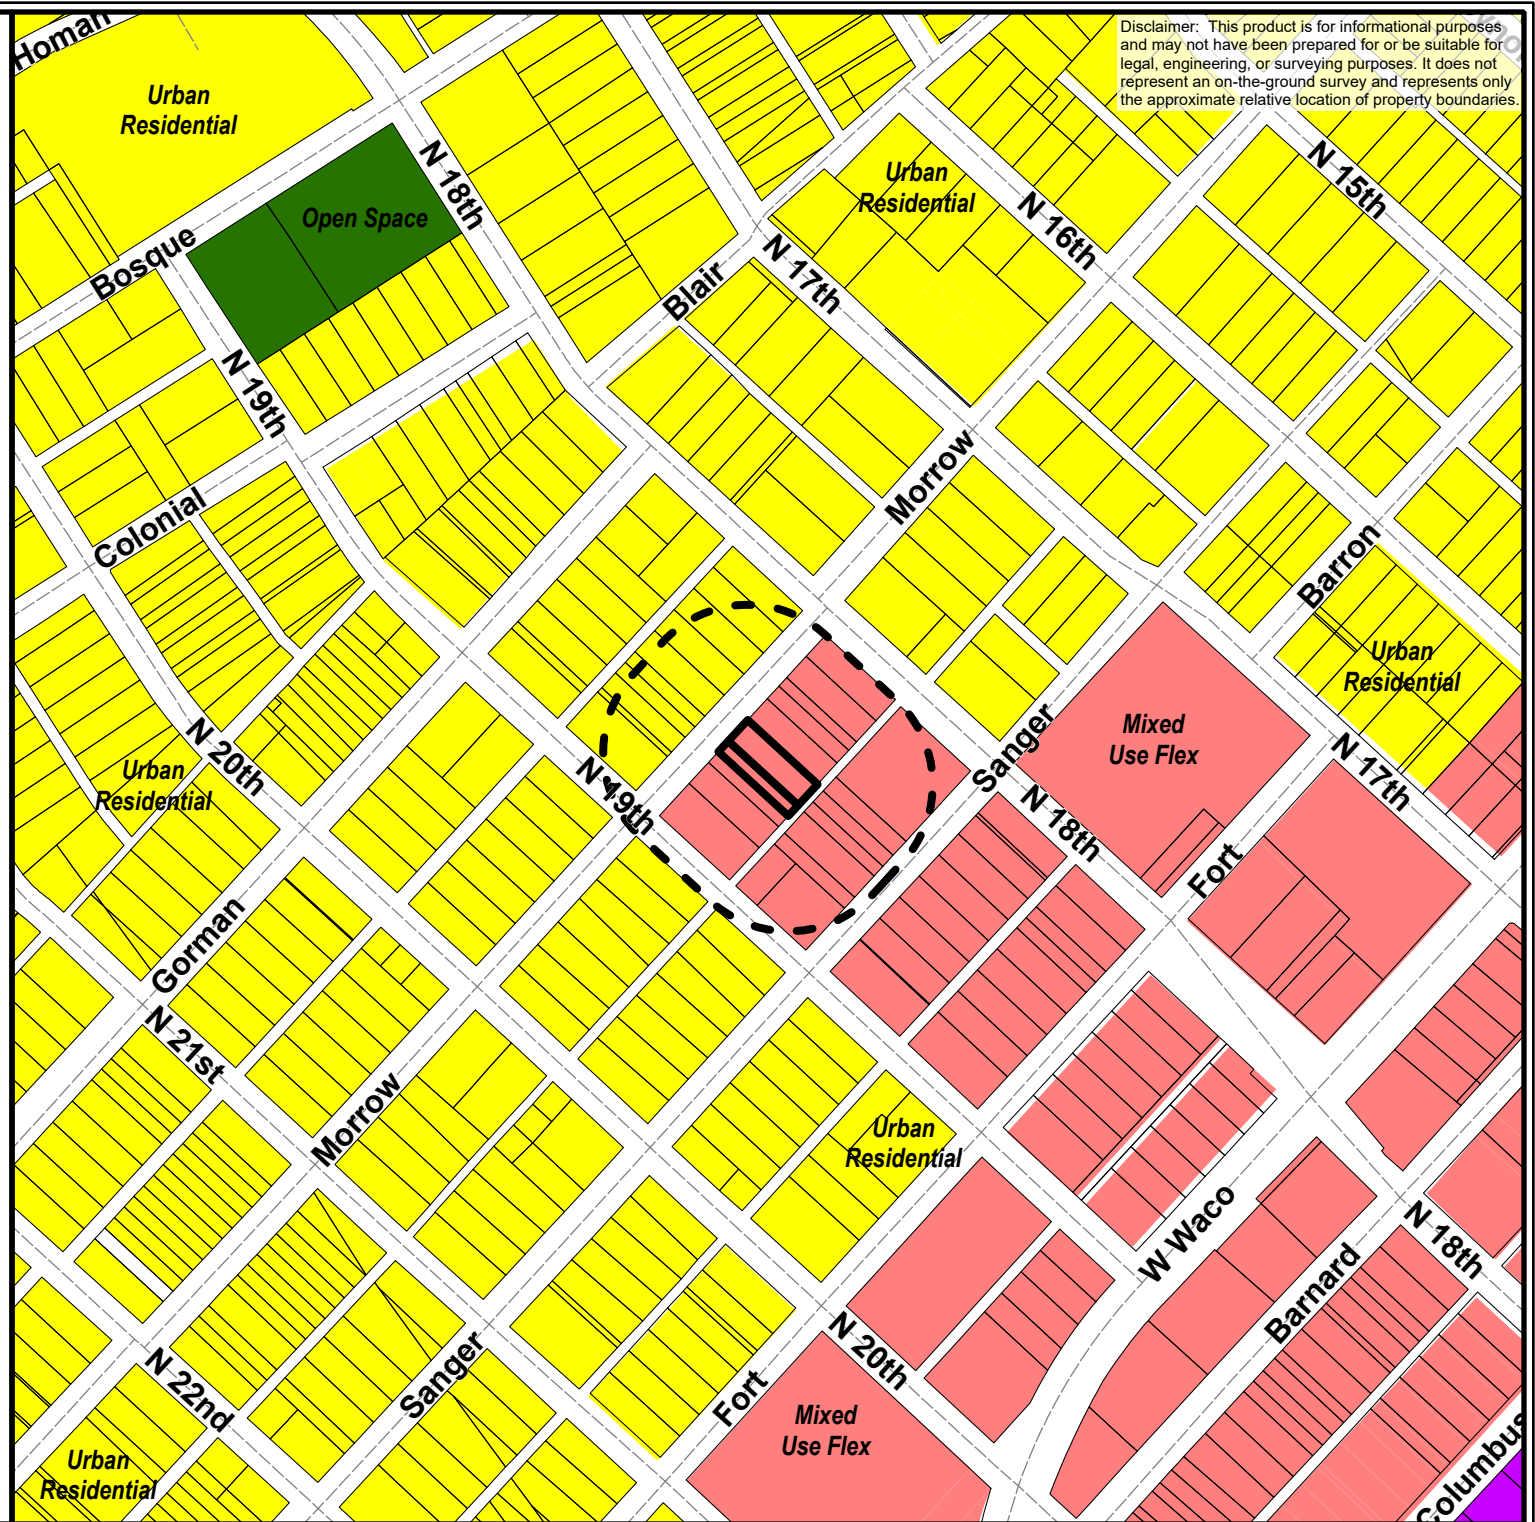 Homan
Disclaimer: This product is for informational purposes
and may not have been prepared for or be suitable for
legal, engineering, or surveying purposes. It does not
represent an on-the-ground survey and represents only
the approximate relative location of property boundaries.
Urban
Residential
N 18th
Open Space
Urban
Residential
N 15th
N 16th
Bosque
N 17th
Blair
N 19th
Morrow
Colonial
Barron
Urban
Residential
Mixed
Use Flex
Sanger
N 20th
Urban
Residential
N 19th
N 18th
N 17th
Fort
Gorman
N 21st
Morrow
Urban
Residential
W Waco
N 18th
Barnard
N 20th
Sanger
N 22nd
Fort
Mixed
Use Flex
Urban
Residential
Columbus